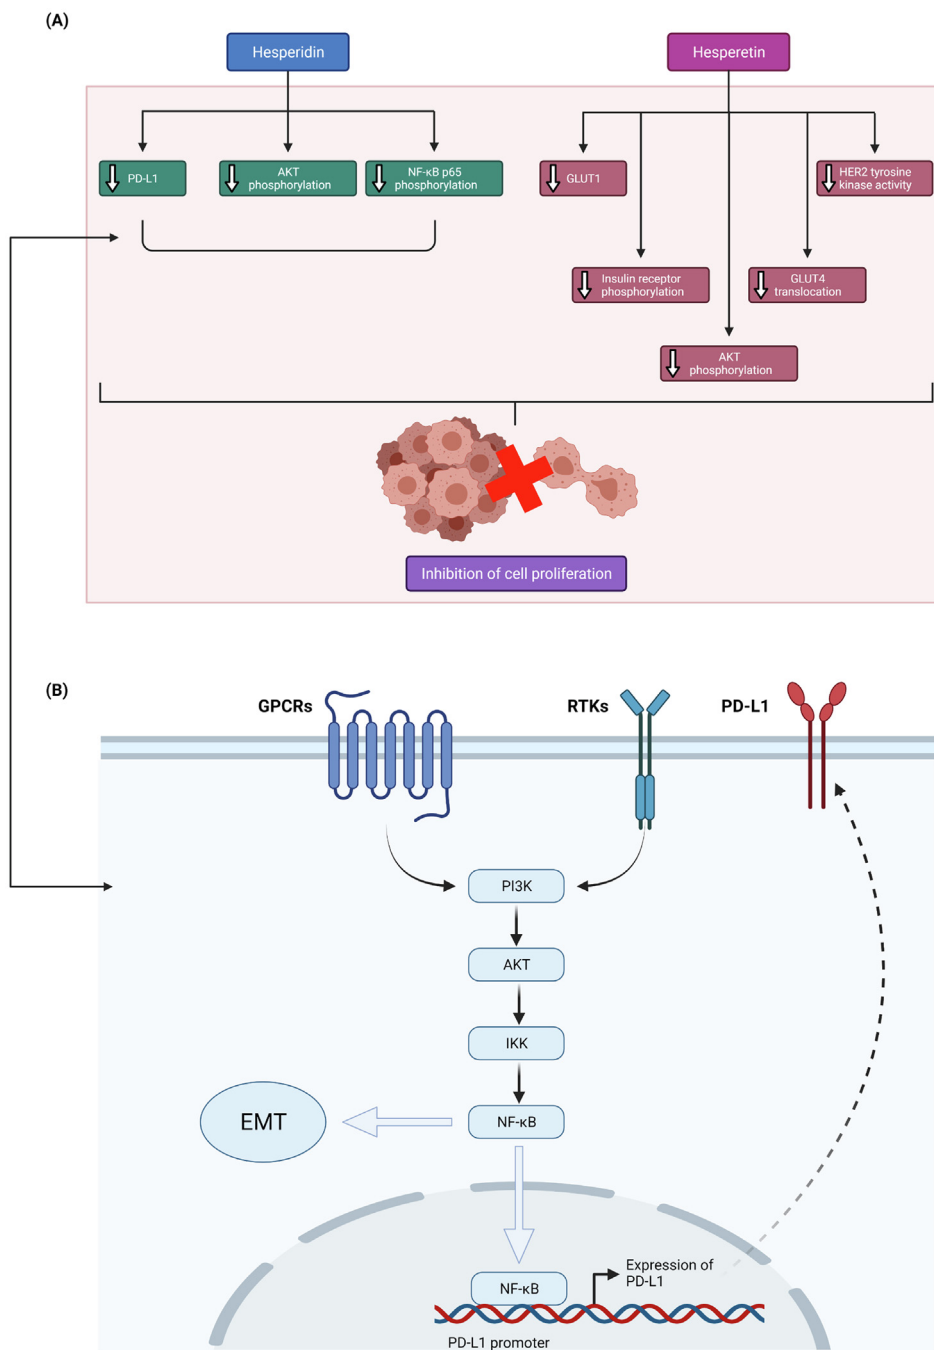 (A)
Hesperidin
Hesperetin
PD-L1
AKT
phosphorylation
NF-κB p65
phosphorylation
GLUT1
HER2 tyrosine
kinase activity
Insulin receptor
phosphorylation
GLUT4
translocation
AKT
phosphorylation
Inhibition of cell proliferation
(B)
GPCRs
RTKs
PD-L1
PI3K
AKT
IKK
NF-κB
EMT
NF-κB
Expression of
PD-L1
PD-L1 promoter